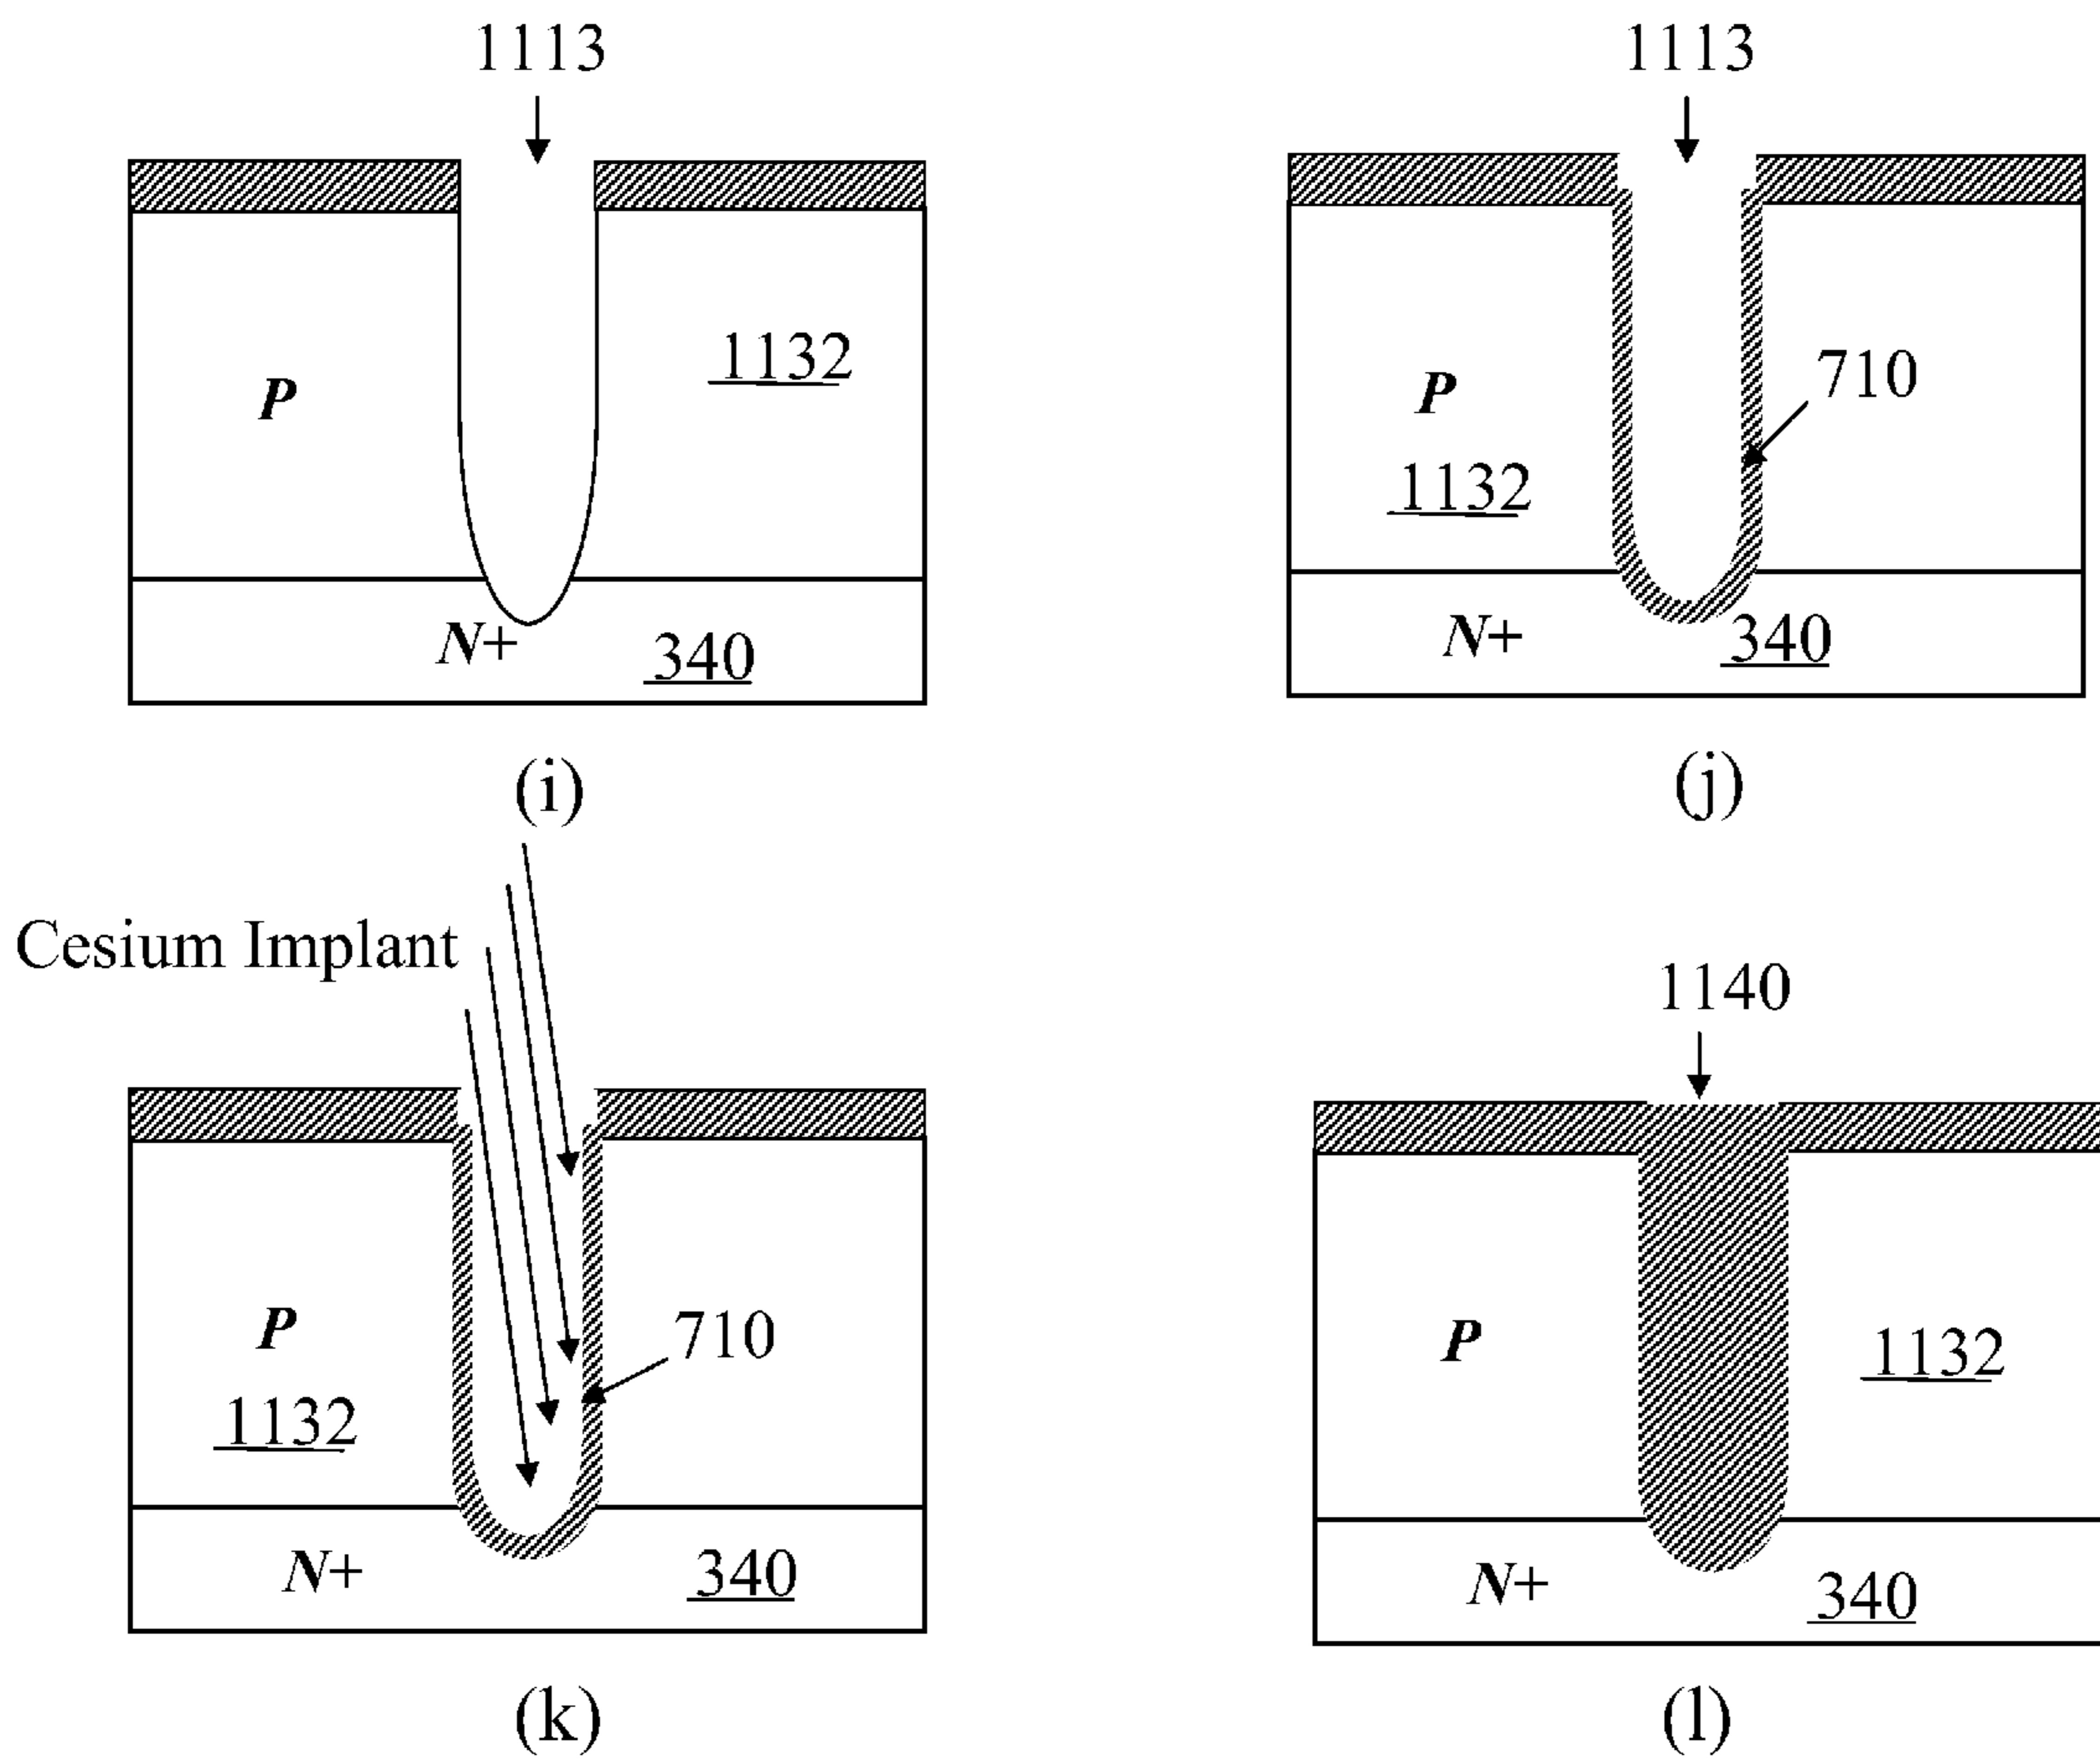 1113
P
1132
N+
340
(i)
1113
P
1132
710
N+
340
(j)
Cesium Implant
P
1132
710
N+
340
(k)
1140
P
1132
N+
340
(l)